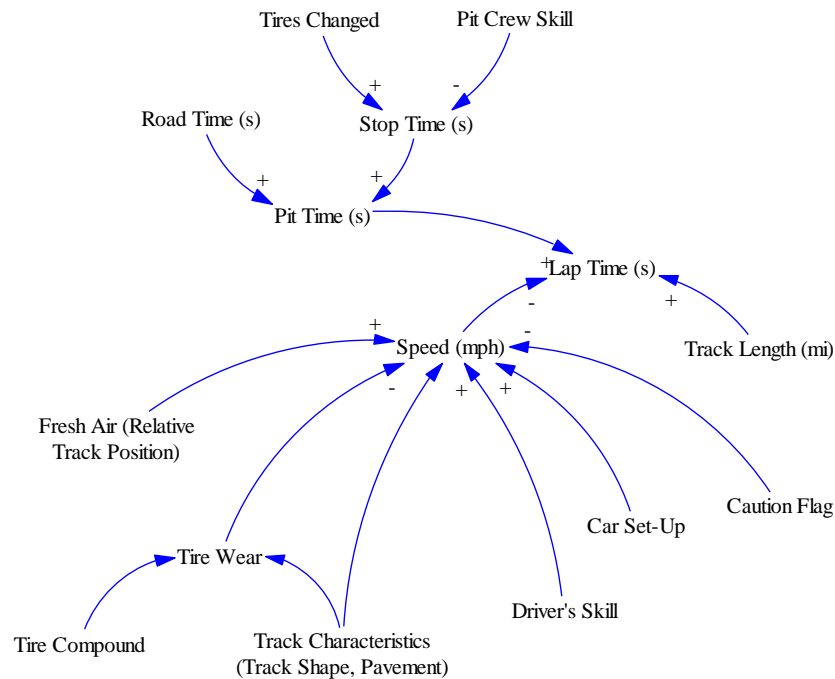 Tires Changed
Pit Crew Skill
+
-
Road Time (s)
Stop Time (s)
+
+
Pit Time (s)
+
Lap Time (s)
-
+
+
-
Speed (mph)
Track Length (mi)
-
+
+
Fresh Air (Relative
Track Position)
Caution Flag
Car Set-Up
Tire Wear
Driver's Skill
Tire Compound
Track Characteristics
(Track Shape, Pavement)